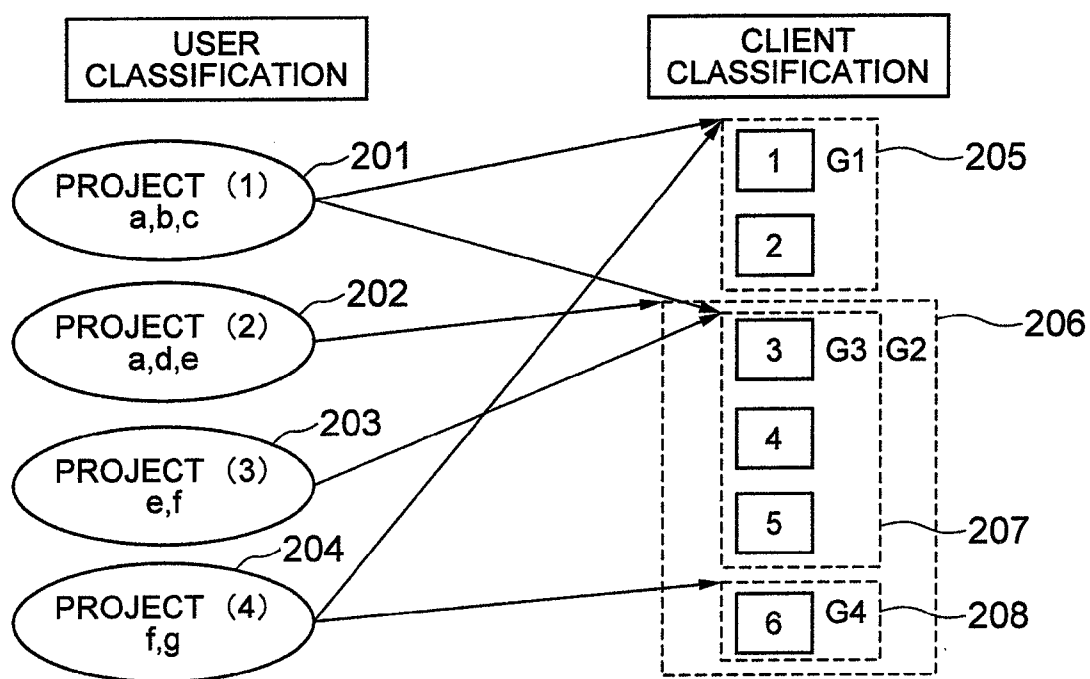 USER
CLASSIFICATION
CLIENT
CLASSIFICATION
PROJECT (1)
a,b,c
201
PROJECT (2)
a,d,e
202
PROJECT (3)
e,f
203
PROJECT (4)
f,g
204
1 G1
205
2
206
3 G3 G2
4
5
207
6 G4
208